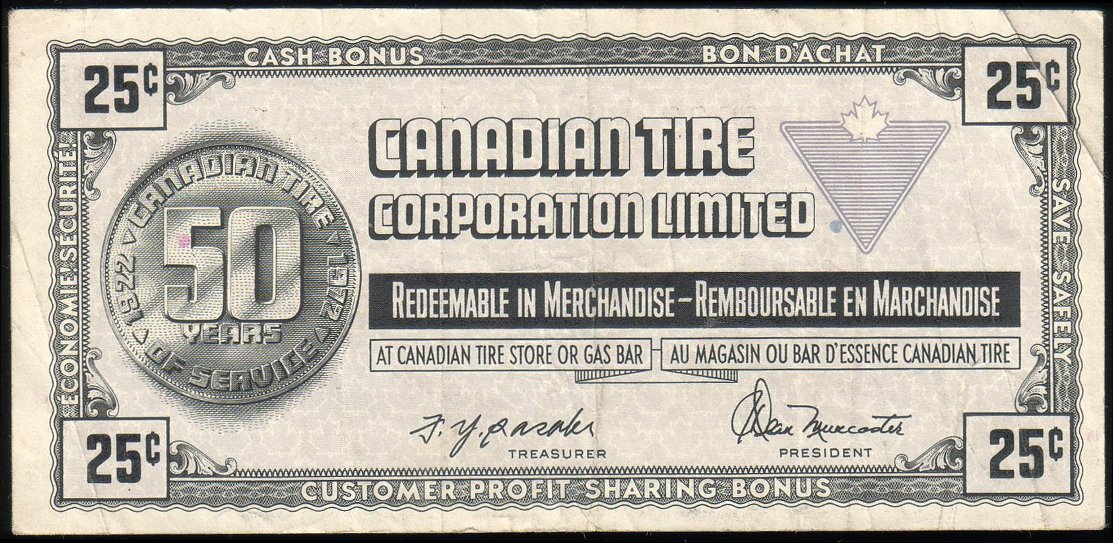 CASH BONUS
BON D'ACHAT
25¢
25¢
ECONOMIE! SECURITE!
SAVE SAFELY
CANADIAN TIRE
1922
50
YEARS
1972
OF SERVICE
CANADIAN TIRE
CORPORATION LIMITED
REDEEMABLE IN MERCHANDISE – REMBOURSABLE EN MARCHANDISE
AT CANADIAN TIRE STORE OR GAS BAR
AU MAGASIN OU BAR D'ESSENCE CANADIAN TIRE
J. Dean Muncaster
TREASURER
PRESIDENT
25¢
25¢
CUSTOMER PROFIT SHARING BONUS